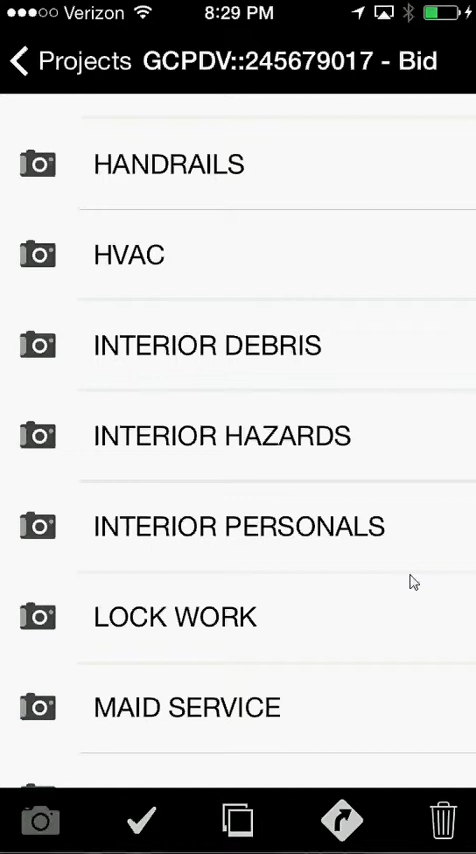 Verizon 8:29 PM
Projects GCPDV::245679017 - Bid
HANDRAILS
HVAC
INTERIOR DEBRIS
INTERIOR HAZARDS
INTERIOR PERSONALS
LOCK WORK
MAID SERVICE